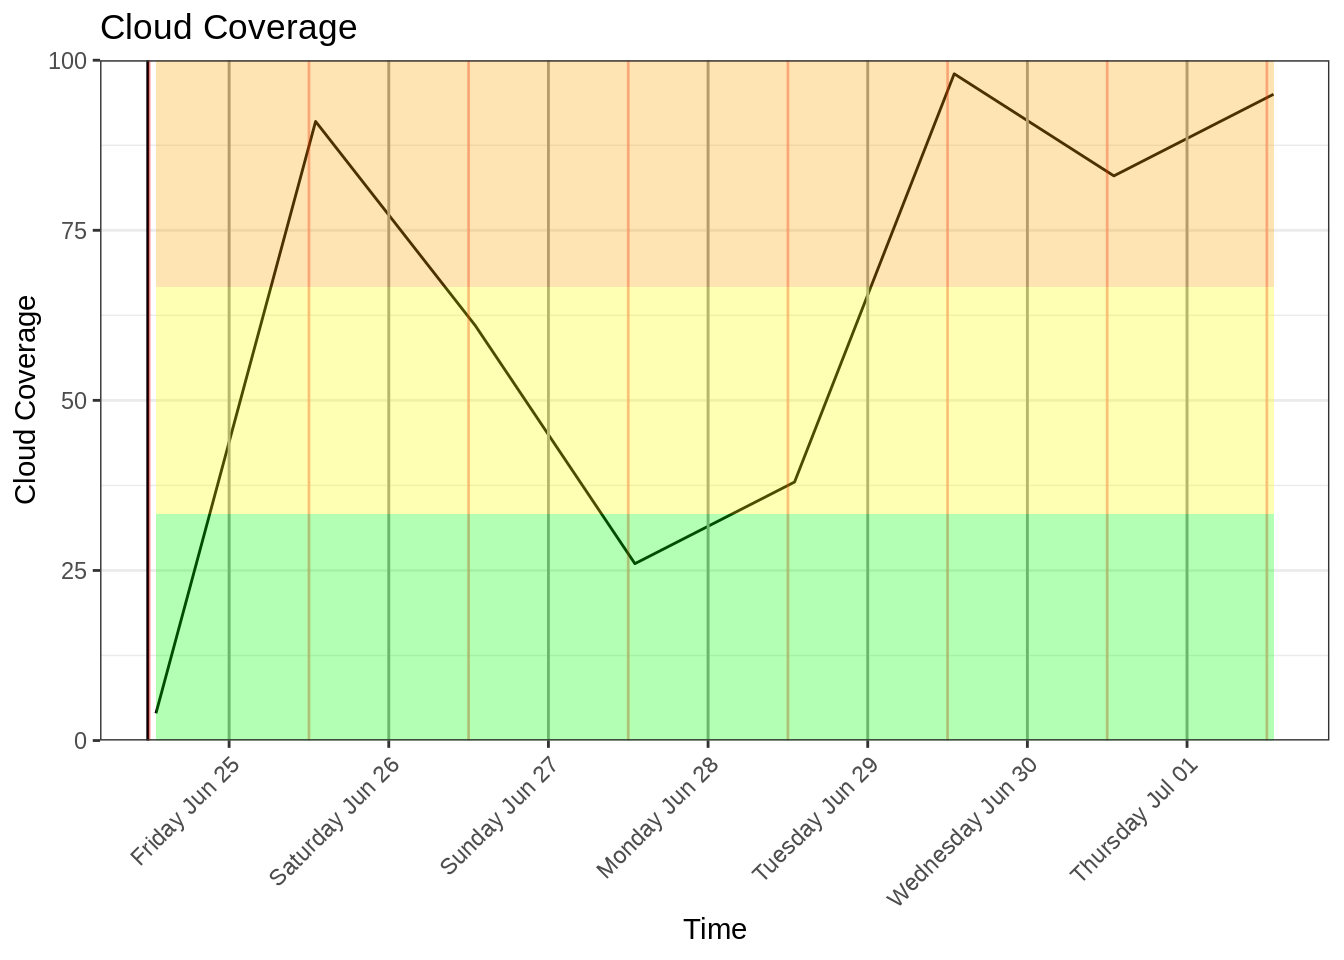 Cloud Coverage
100
75
50
25
0
Cloud Coverage
Friday Jun 25
Saturday Jun 26
Sunday Jun 27
Monday Jun 28
Tuesday Jun 29
Wednesday Jun 30
Thursday Jul 01
Time